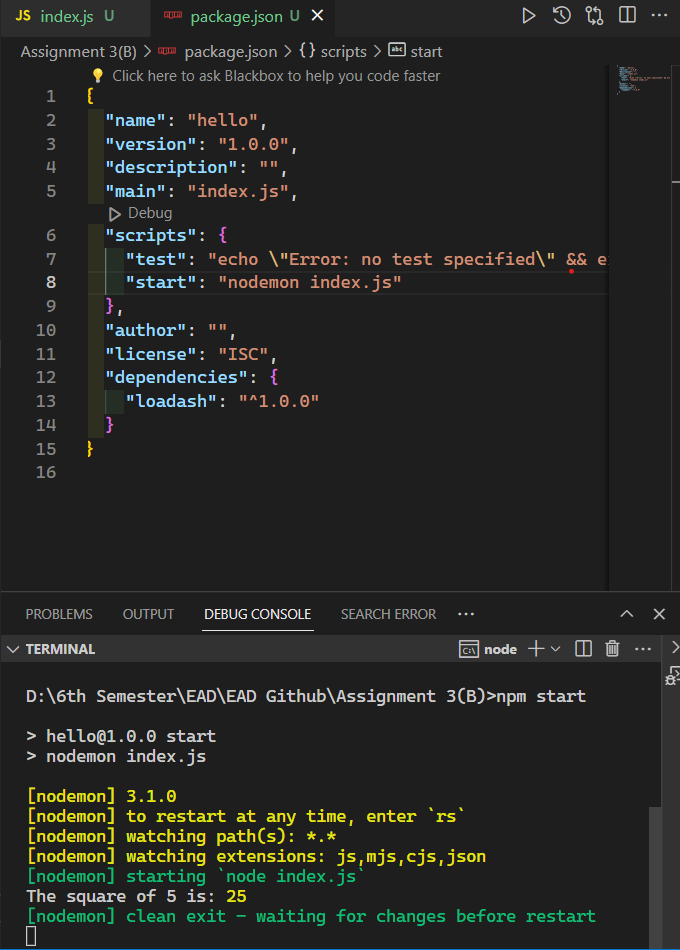 JS index.js U
package.json U
Assignment 3(B) > package.json > {} scripts > abc start
Click here to ask Blackbox to help you code faster
1 {
2 "name": "hello",
3 "version": "1.0.0",
4 "description": "",
5 "main": "index.js",
Debug
6 "scripts": {
7 "test": "echo \"Error: no test specified\" && e
8 "start": "nodemon index.js"
9 },
10 "author": "",
11 "license": "ISC",
12 "dependencies": {
13 "loadash": "^1.0.0"
14 }
15 }
16
PROBLEMS OUTPUT DEBUG CONSOLE SEARCH ERROR ···
TERMINAL
node
D:\6th Semester\EAD\EAD Github\Assignment 3(B)>npm start
> hello@1.0.0 start
> nodemon index.js
[nodemon] 3.1.0
[nodemon] to restart at any time, enter `rs`
[nodemon] watching path(s): *.*
[nodemon] watching extensions: js,mjs,cjs,json
[nodemon] starting `node index.js`
The square of 5 is: 25
[nodemon] clean exit - waiting for changes before restart